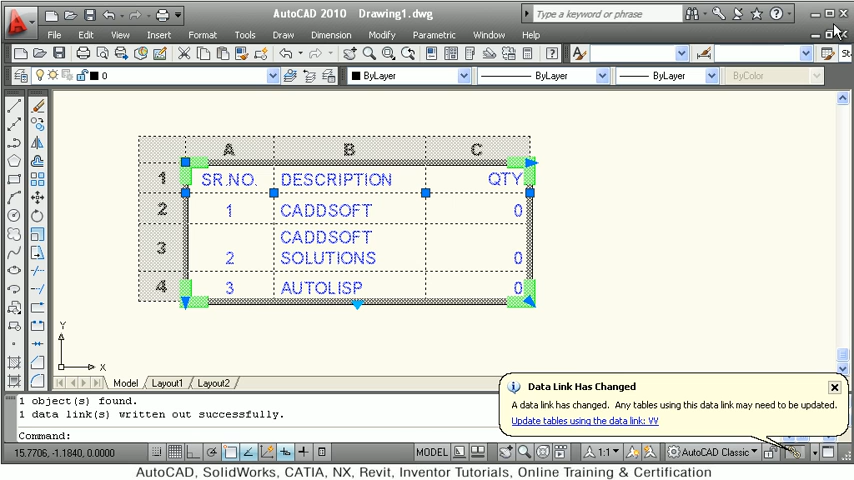 AutoCAD 2010 Drawing1.dwg
Type a keyword or phrase
File Edit View Insert Format Tools Draw Dimension Modify Parametric Window Help
0 ByLayer ByLayer ByLayer ByColor
A B C
1 SR.NO. DESCRIPTION QTY
2 1 CADDSOFT 0
CADDSOFT
3 2 SOLUTIONS 0
4 3 AUTOLISP 0
Y
X
Model Layout1 Layout2
Data Link Has Changed
A data link has changed. Any tables using this data link may need to be updated.
Update tables using the data link: VV
1 object(s) found.
1 data link(s) written out successfully.
Command:
15.7706, -1.1840, 0.0000 MODEL 1:1 AutoCAD Classic
AutoCAD, SolidWorks, CATIA, NX, Revit, Inventor Tutorials, Online Training & Certification